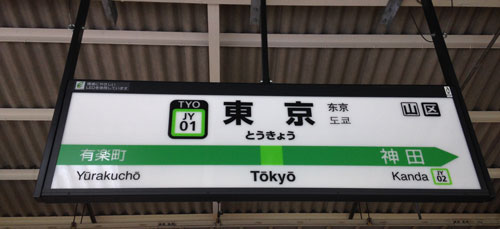 TYO
JY
01
東京
とうきょう
东京
도쿄
山 区
有楽町
神田
Yūrakuchō
Tōkyō
Kanda
JY
02